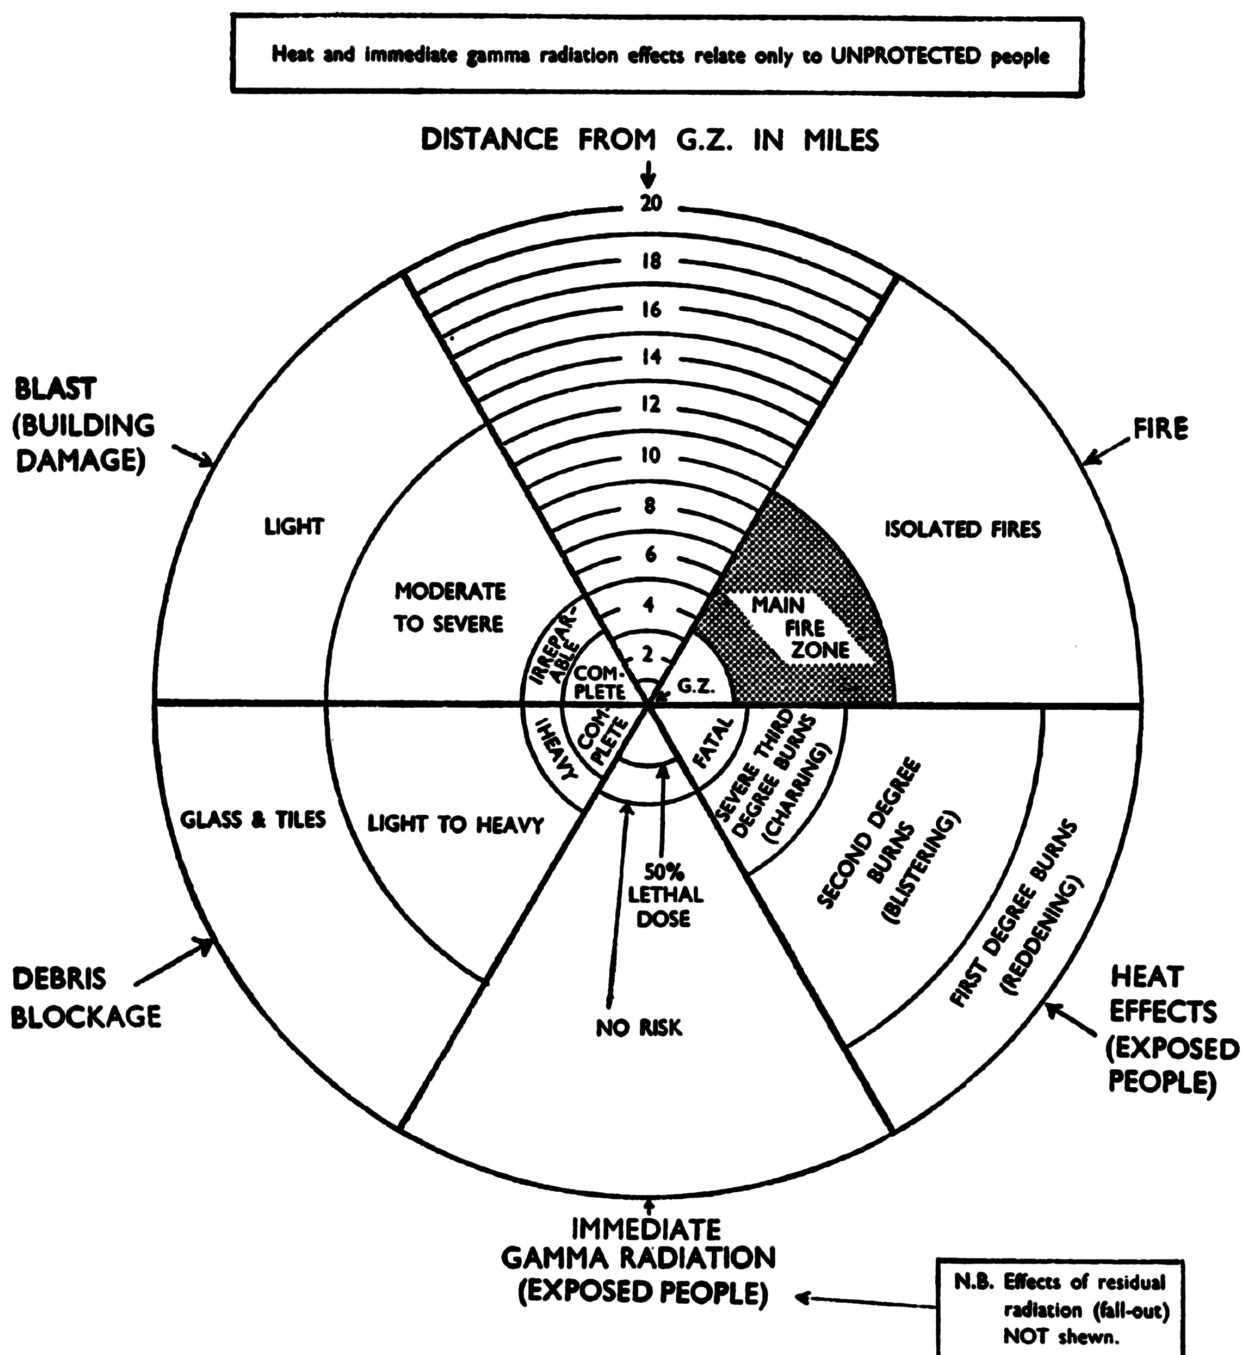 Heat and immediate gamma radiation effects relate only to UNPROTECTED people
DISTANCE FROM G.Z. IN MILES
20
18
16
14
12
10
8
6
4
2
G.Z.
BLAST
(BUILDING
DAMAGE)
LIGHT
MODERATE
TO SEVERE
IRREPAR-
ABLE
COM-
PLETE
FIRE
ISOLATED FIRES
MAIN
FIRE
ZONE
DEBRIS
BLOCKAGE
GLASS & TILES
LIGHT TO HEAVY
HEAVY
COM-
PLETE
50%
LETHAL
DOSE
NO RISK
FATAL
SEVERE THIRD
DEGREE BURNS
(CHARRING)
SECOND DEGREE
BURNS
(BLISTERING)
FIRST DEGREE BURNS
(REDDENING)
HEAT
EFFECTS
(EXPOSED
PEOPLE)
IMMEDIATE
GAMMA RADIATION
(EXPOSED PEOPLE)
N.B. Effects of residual
radiation (fall-out)
NOT shewn.